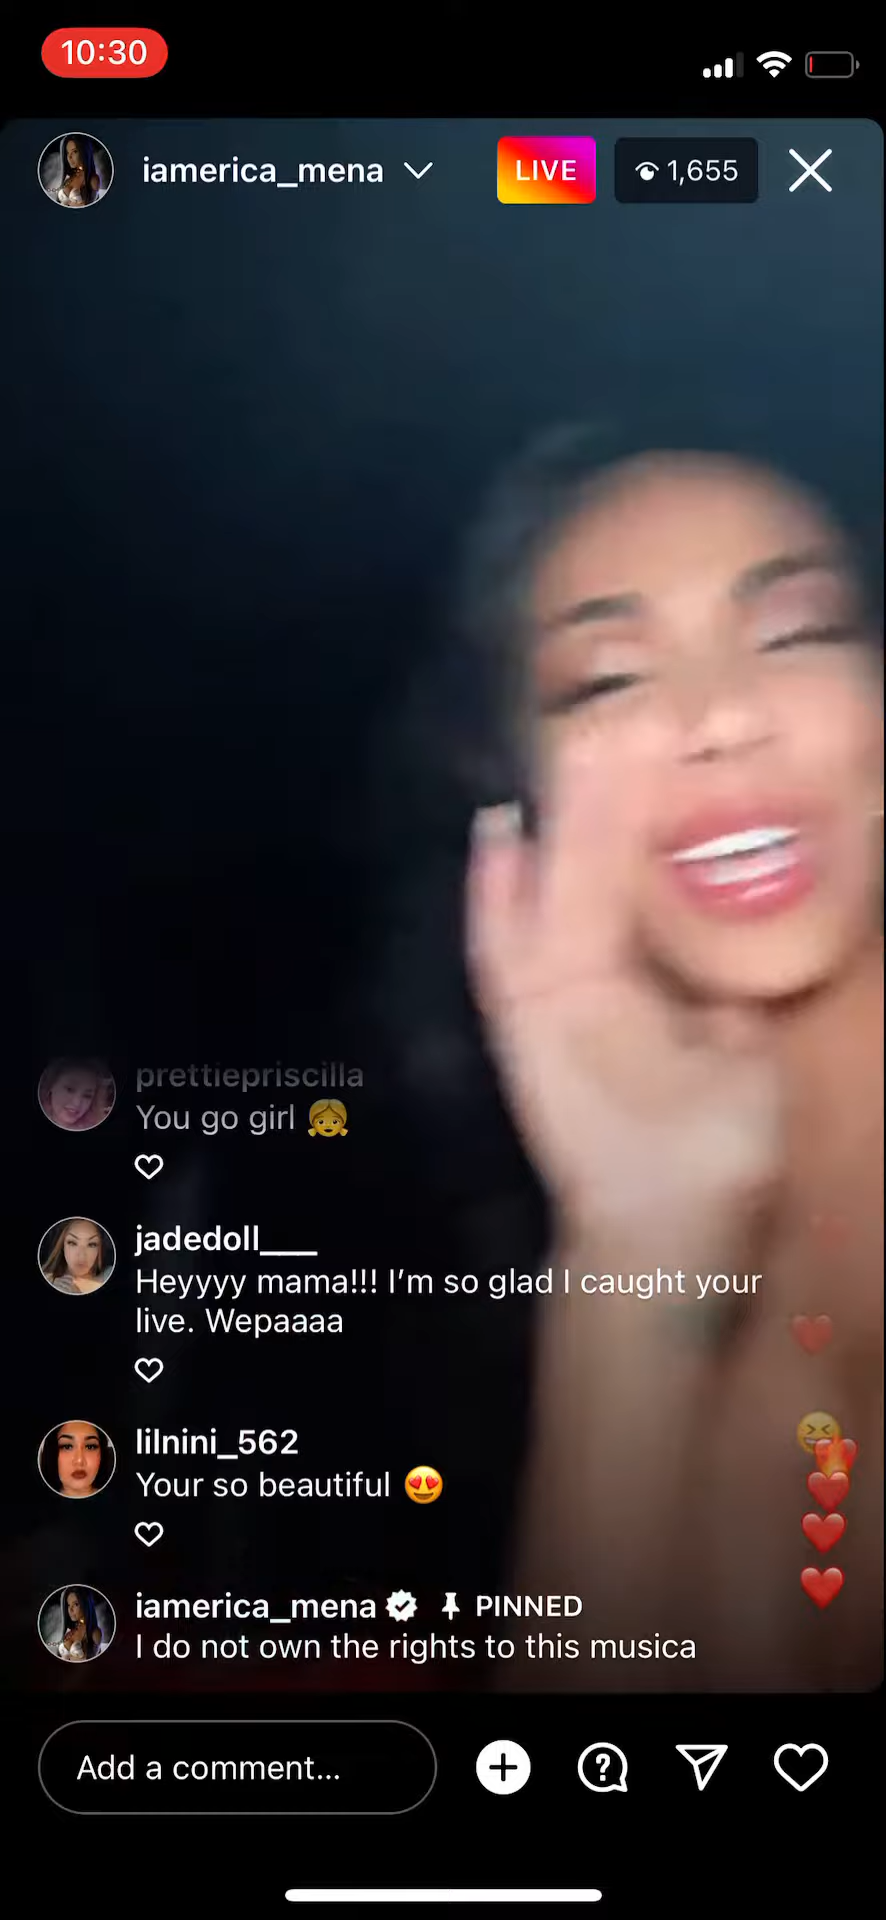 10:30
iamerica_mena
LIVE
1,655
prettiepriscilla
You go girl 👧
jadedoll___
Heyyyy mama!!! I’m so glad I caught your
live. Wepaaaa
lilnini_562
Your so beautiful 😍
iamerica_mena PINNED
I do not own the rights to this musica
Add a comment...